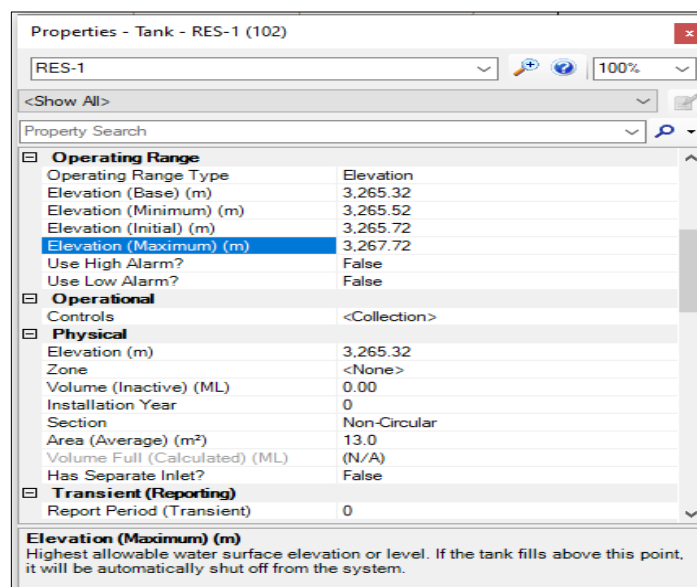 Properties - Tank - RES-1 (102)
RES-1 100%
<Show All>
Property Search
Operating Range
Operating Range Type Elevation
Elevation (Base) (m) 3,265.32
Elevation (Minimum) (m) 3,265.52
Elevation (Initial) (m) 3,265.72
Elevation (Maximum) (m) 3,267.72
Use High Alarm? False
Use Low Alarm? False
Operational
Controls <Collection>
Physical
Elevation (m) 3,265.32
Zone <None>
Volume (Inactive) (ML) 0.00
Installation Year 0
Section Non-Circular
Area (Average) (m²) 13.0
Volume Full (Calculated) (ML) (N/A)
Has Separate Inlet? False
Transient (Reporting)
Report Period (Transient) 0
Elevation (Maximum) (m)
Highest allowable water surface elevation or level. If the tank fills above this point,
it will be automatically shut off from the system.